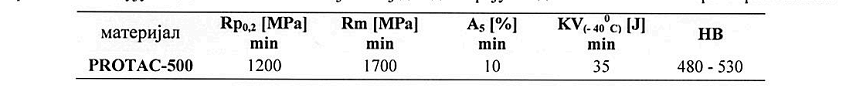 материјал Rp0,2 [MPa] Rm [MPa] A5 [%] KV(- 40⁰C) [J] HB
min min min min
PROTAC-500 1200 1700 10 35 480 - 530